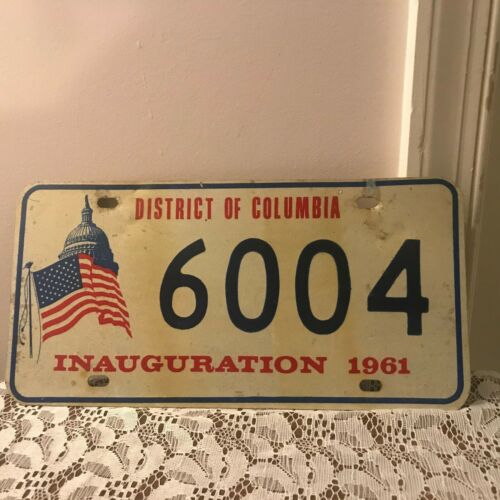 DISTRICT OF COLUMBIA
6004
INAUGURATION 1961